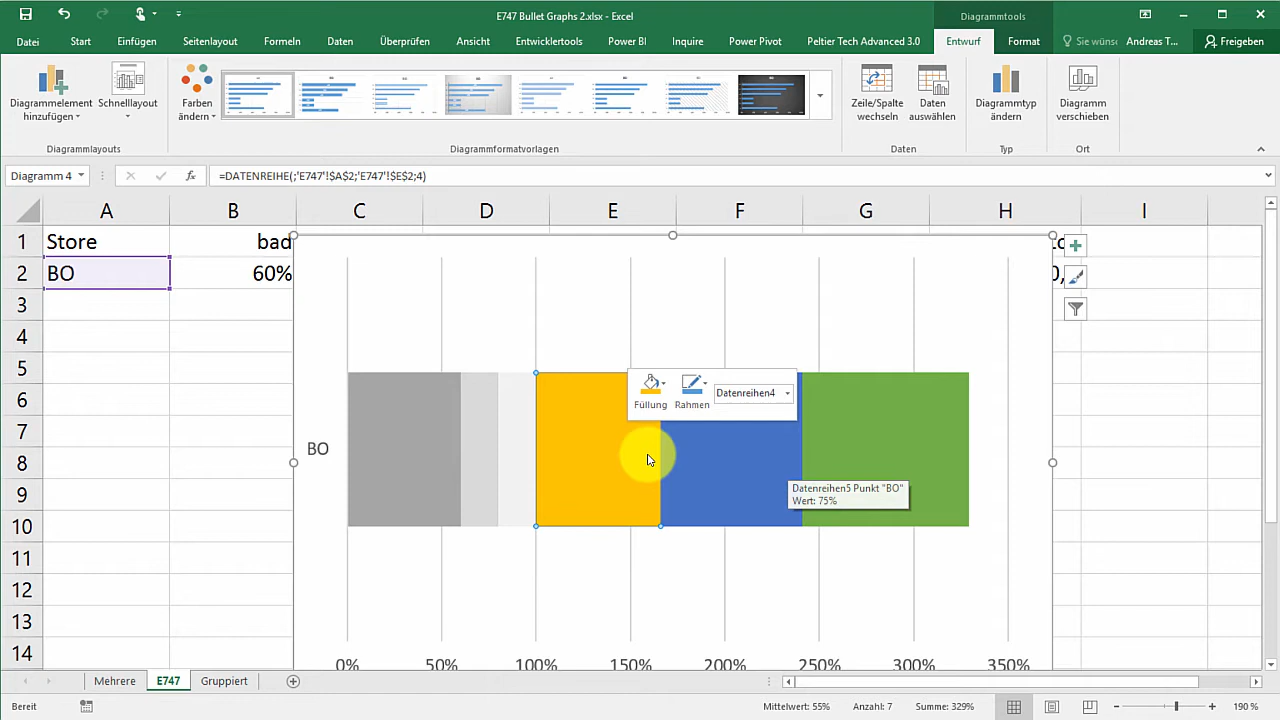 E747 Bullet Graphs 2.xlsx - Excel
Diagrammtools
Datei Start Einfügen Seitenlayout Formeln Daten Überprüfen Ansicht Entwicklertools Power BI Inquire Power Pivot Peltier Tech Advanced 3.0 Entwurf Format Sie wüns Andreas T... Freigeben
Diagrammelement hinzufügen
Schnelllayout
Farben ändern
Zeile/Spalte wechseln
Daten auswählen
Diagrammtyp ändern
Diagramm verschieben
Diagrammlayouts Diagrammformatvorlagen Daten Typ Ort
Diagramm 4 fx =DATENREIHE(;'E747'!$A$2;'E747'!$E$2;4)
A B C D E F G H I
1 Store bad
2 BO 60%
3
4
5
6
7
8
9
10
11
12
13
14
Füllung Rahmen Datenreihen4
BO
Datenreihen5 Punkt "BO"
Wert: 75%
0% 50% 100% 150% 200% 250% 300% 350%
Mehrere E747 Gruppiert
Bereit Mittelwert: 55% Anzahl: 7 Summe: 329% 190 %